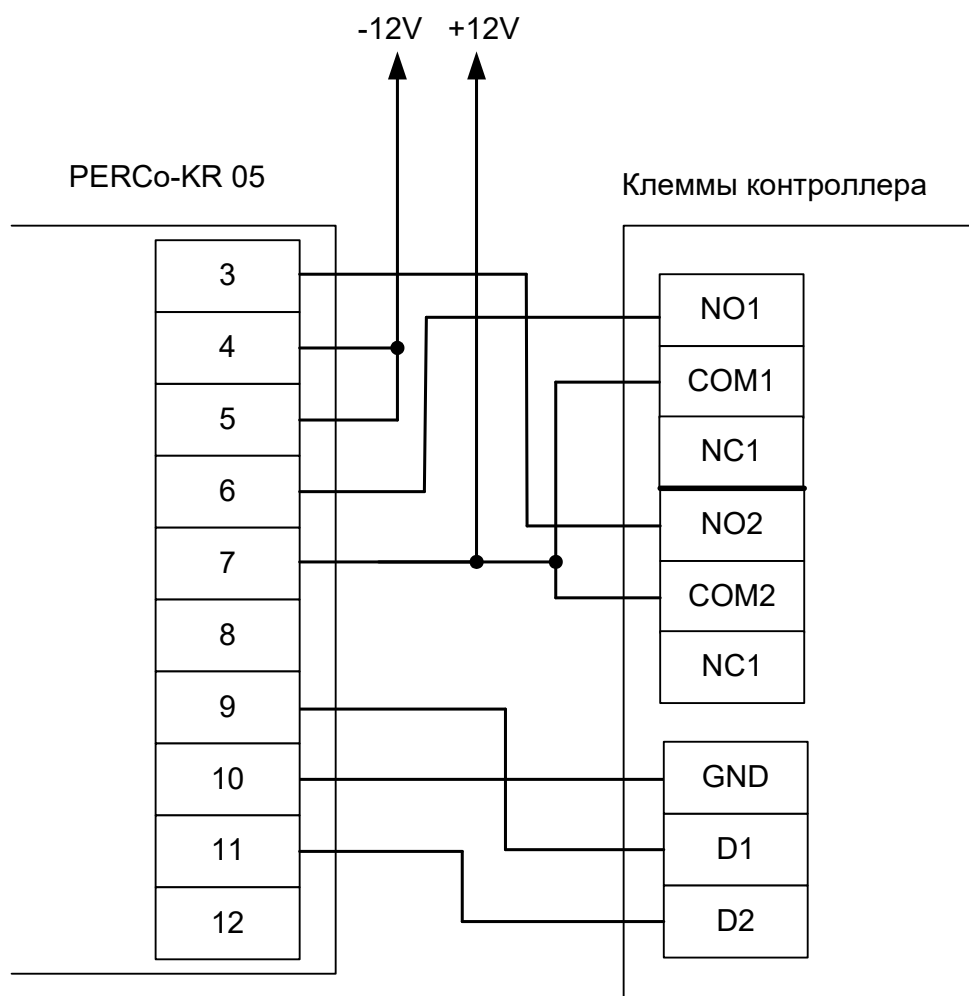 -12V +12V
PERCo-KR 05
Клеммы контроллера
3
4
5
6
7
8
9
10
11
12
NO1
COM1
NC1
NO2
COM2
NC1
GND
D1
D2